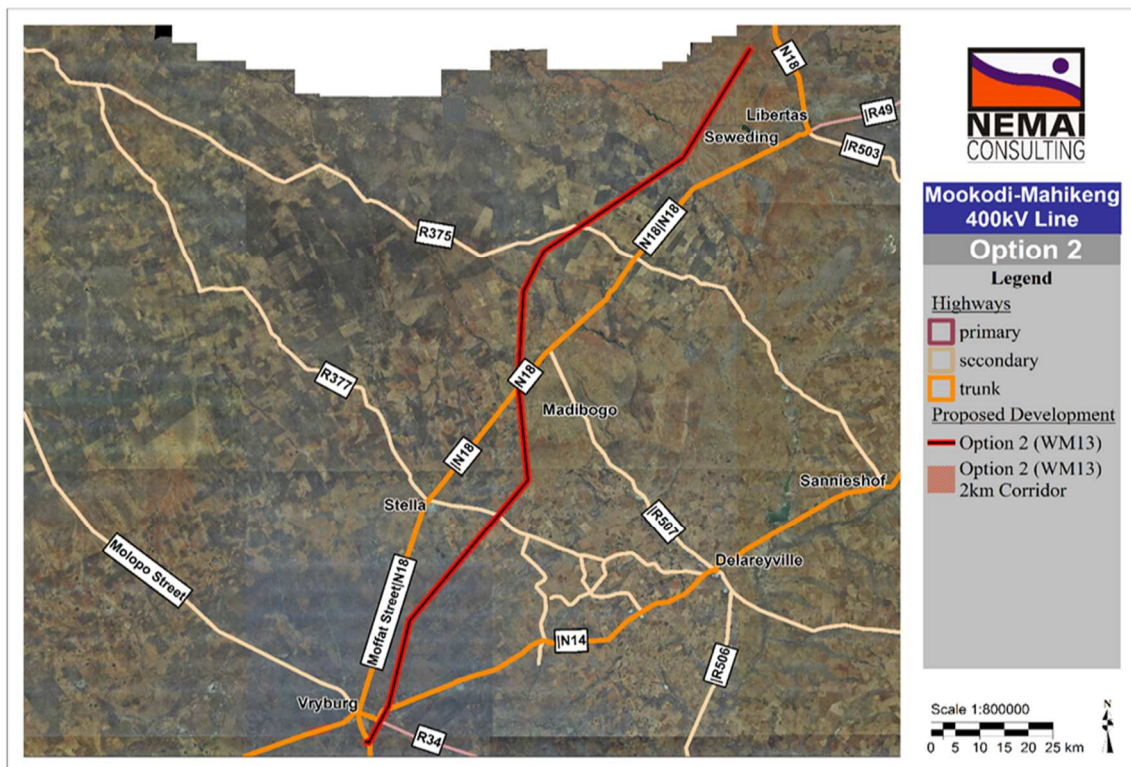 N18
Libertas
|R49
Seweding
|R503
N18|N18
R375
R377
N18
Madibogo
|N18
Stella
Sannieshof
|R507
Molopo Street
Moffat Street|N18
Delareyville
|N14
|R506
Vryburg
R34
NEMAI
CONSULTING
Mookodi-Mahikeng
400kV Line
Option 2
Legend
Highways
primary
secondary
trunk
Proposed Development
Option 2 (WM13)
Option 2 (WM13)
2km Corridor
Scale 1:800000
0 5 10 15 20 25 km
N